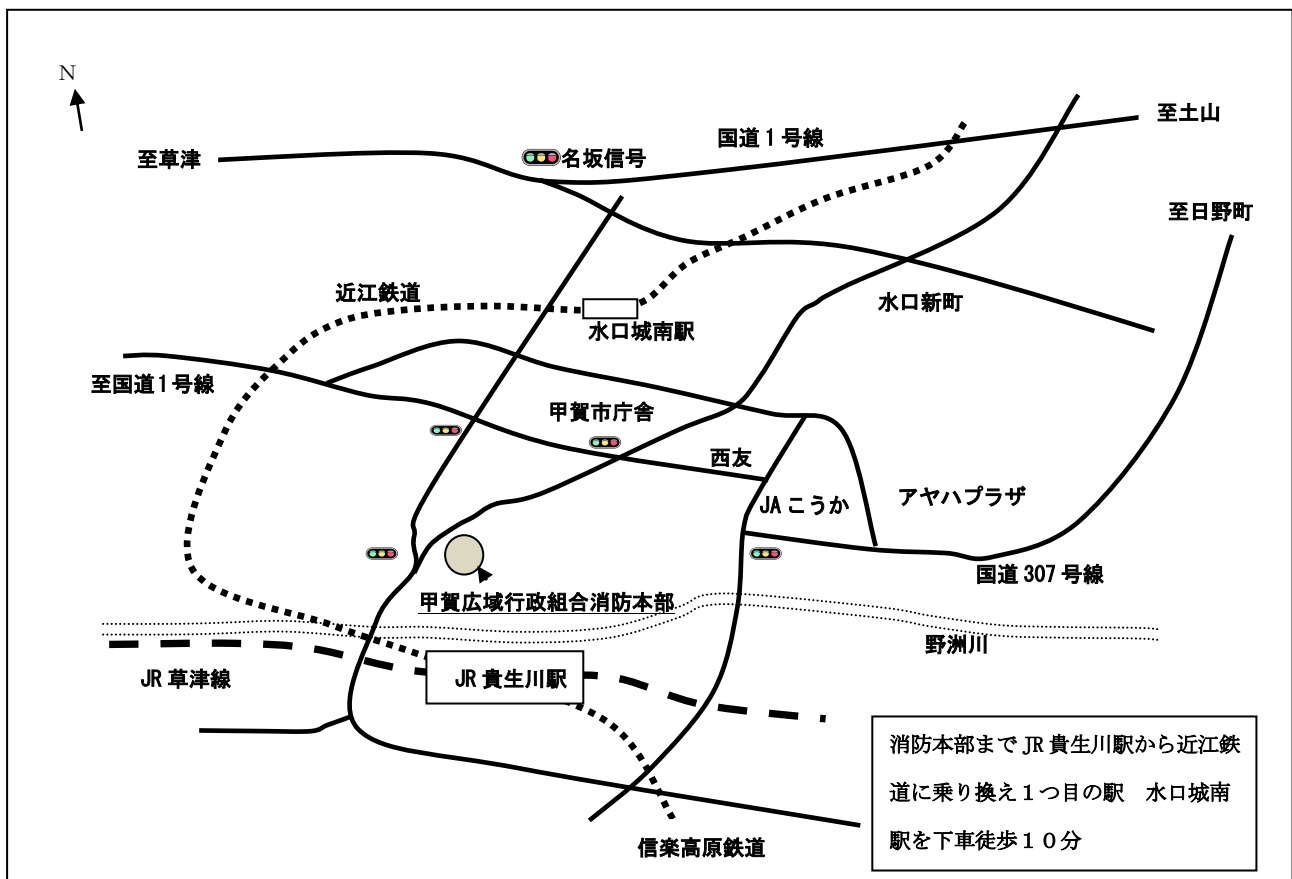 N
至土山
国道1号線
至草津
名坂信号
至日野町
近江鉄道
水口新町
水口城南駅
至国道1号線
甲賀市庁舎
西友
JAこうか
アヤハプラザ
国道307号線
甲賀広域行政組合消防本部
野洲川
JR草津線
JR貴生川駅
消防本部までJR貴生川駅から近江鉄
道に乗り換え1つ目の駅　水口城南
駅を下車徒歩１０分
信楽高原鉄道